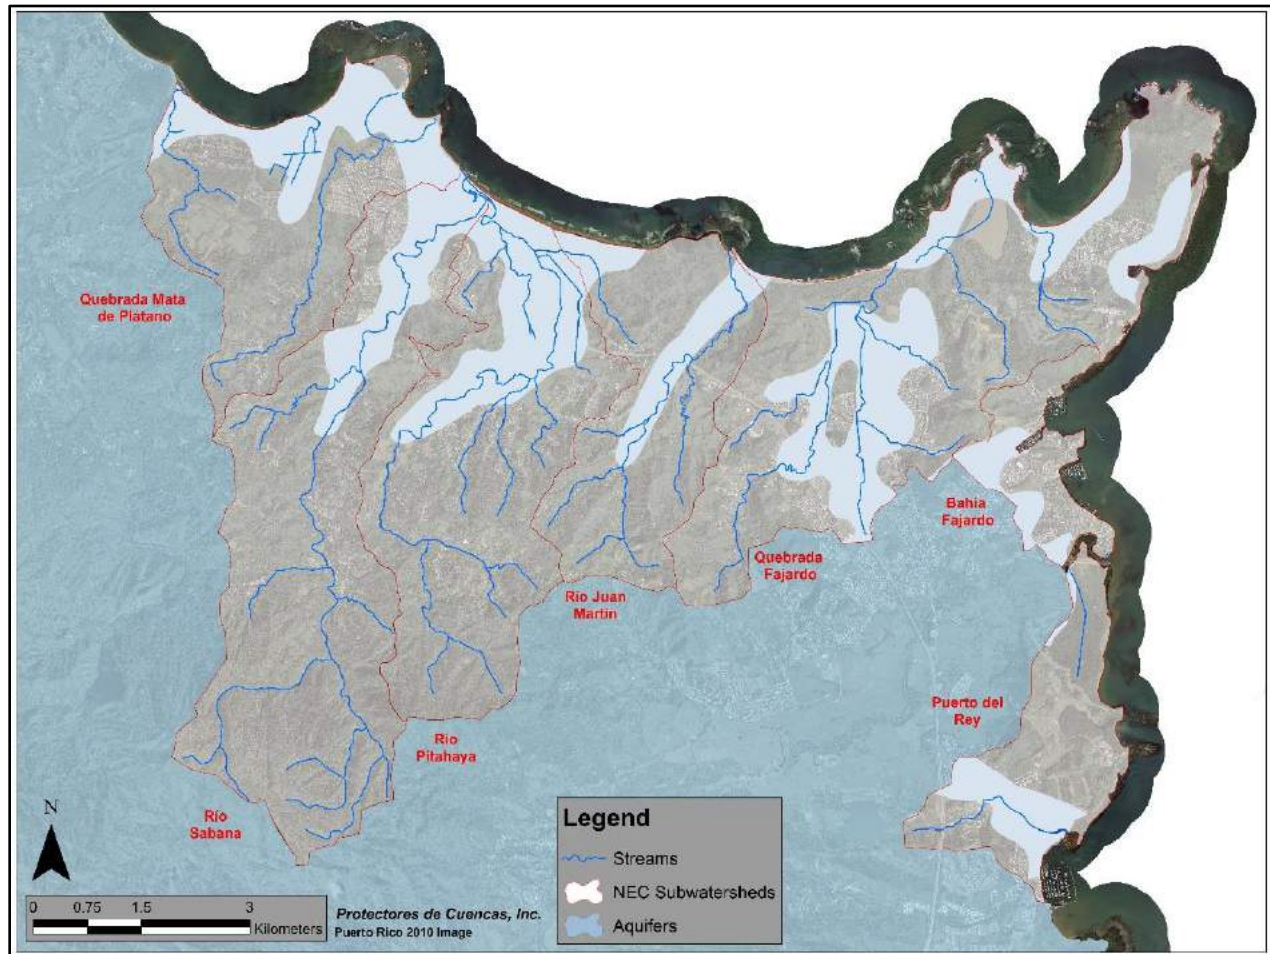 Quebrada Mata
de Platano
Bahia
Fajardo
Quebrada
Fajardo
Rio Juan
Martin
Puerto del
Rey
Rio
Pitahaya
Rio
Sabana
N
0 0.75 1.5 3
Kilometers
Protectores de Cuencas, Inc.
Puerto Rico 2010 Image
Legend
Streams
NEC Subwatersheds
Aquifers